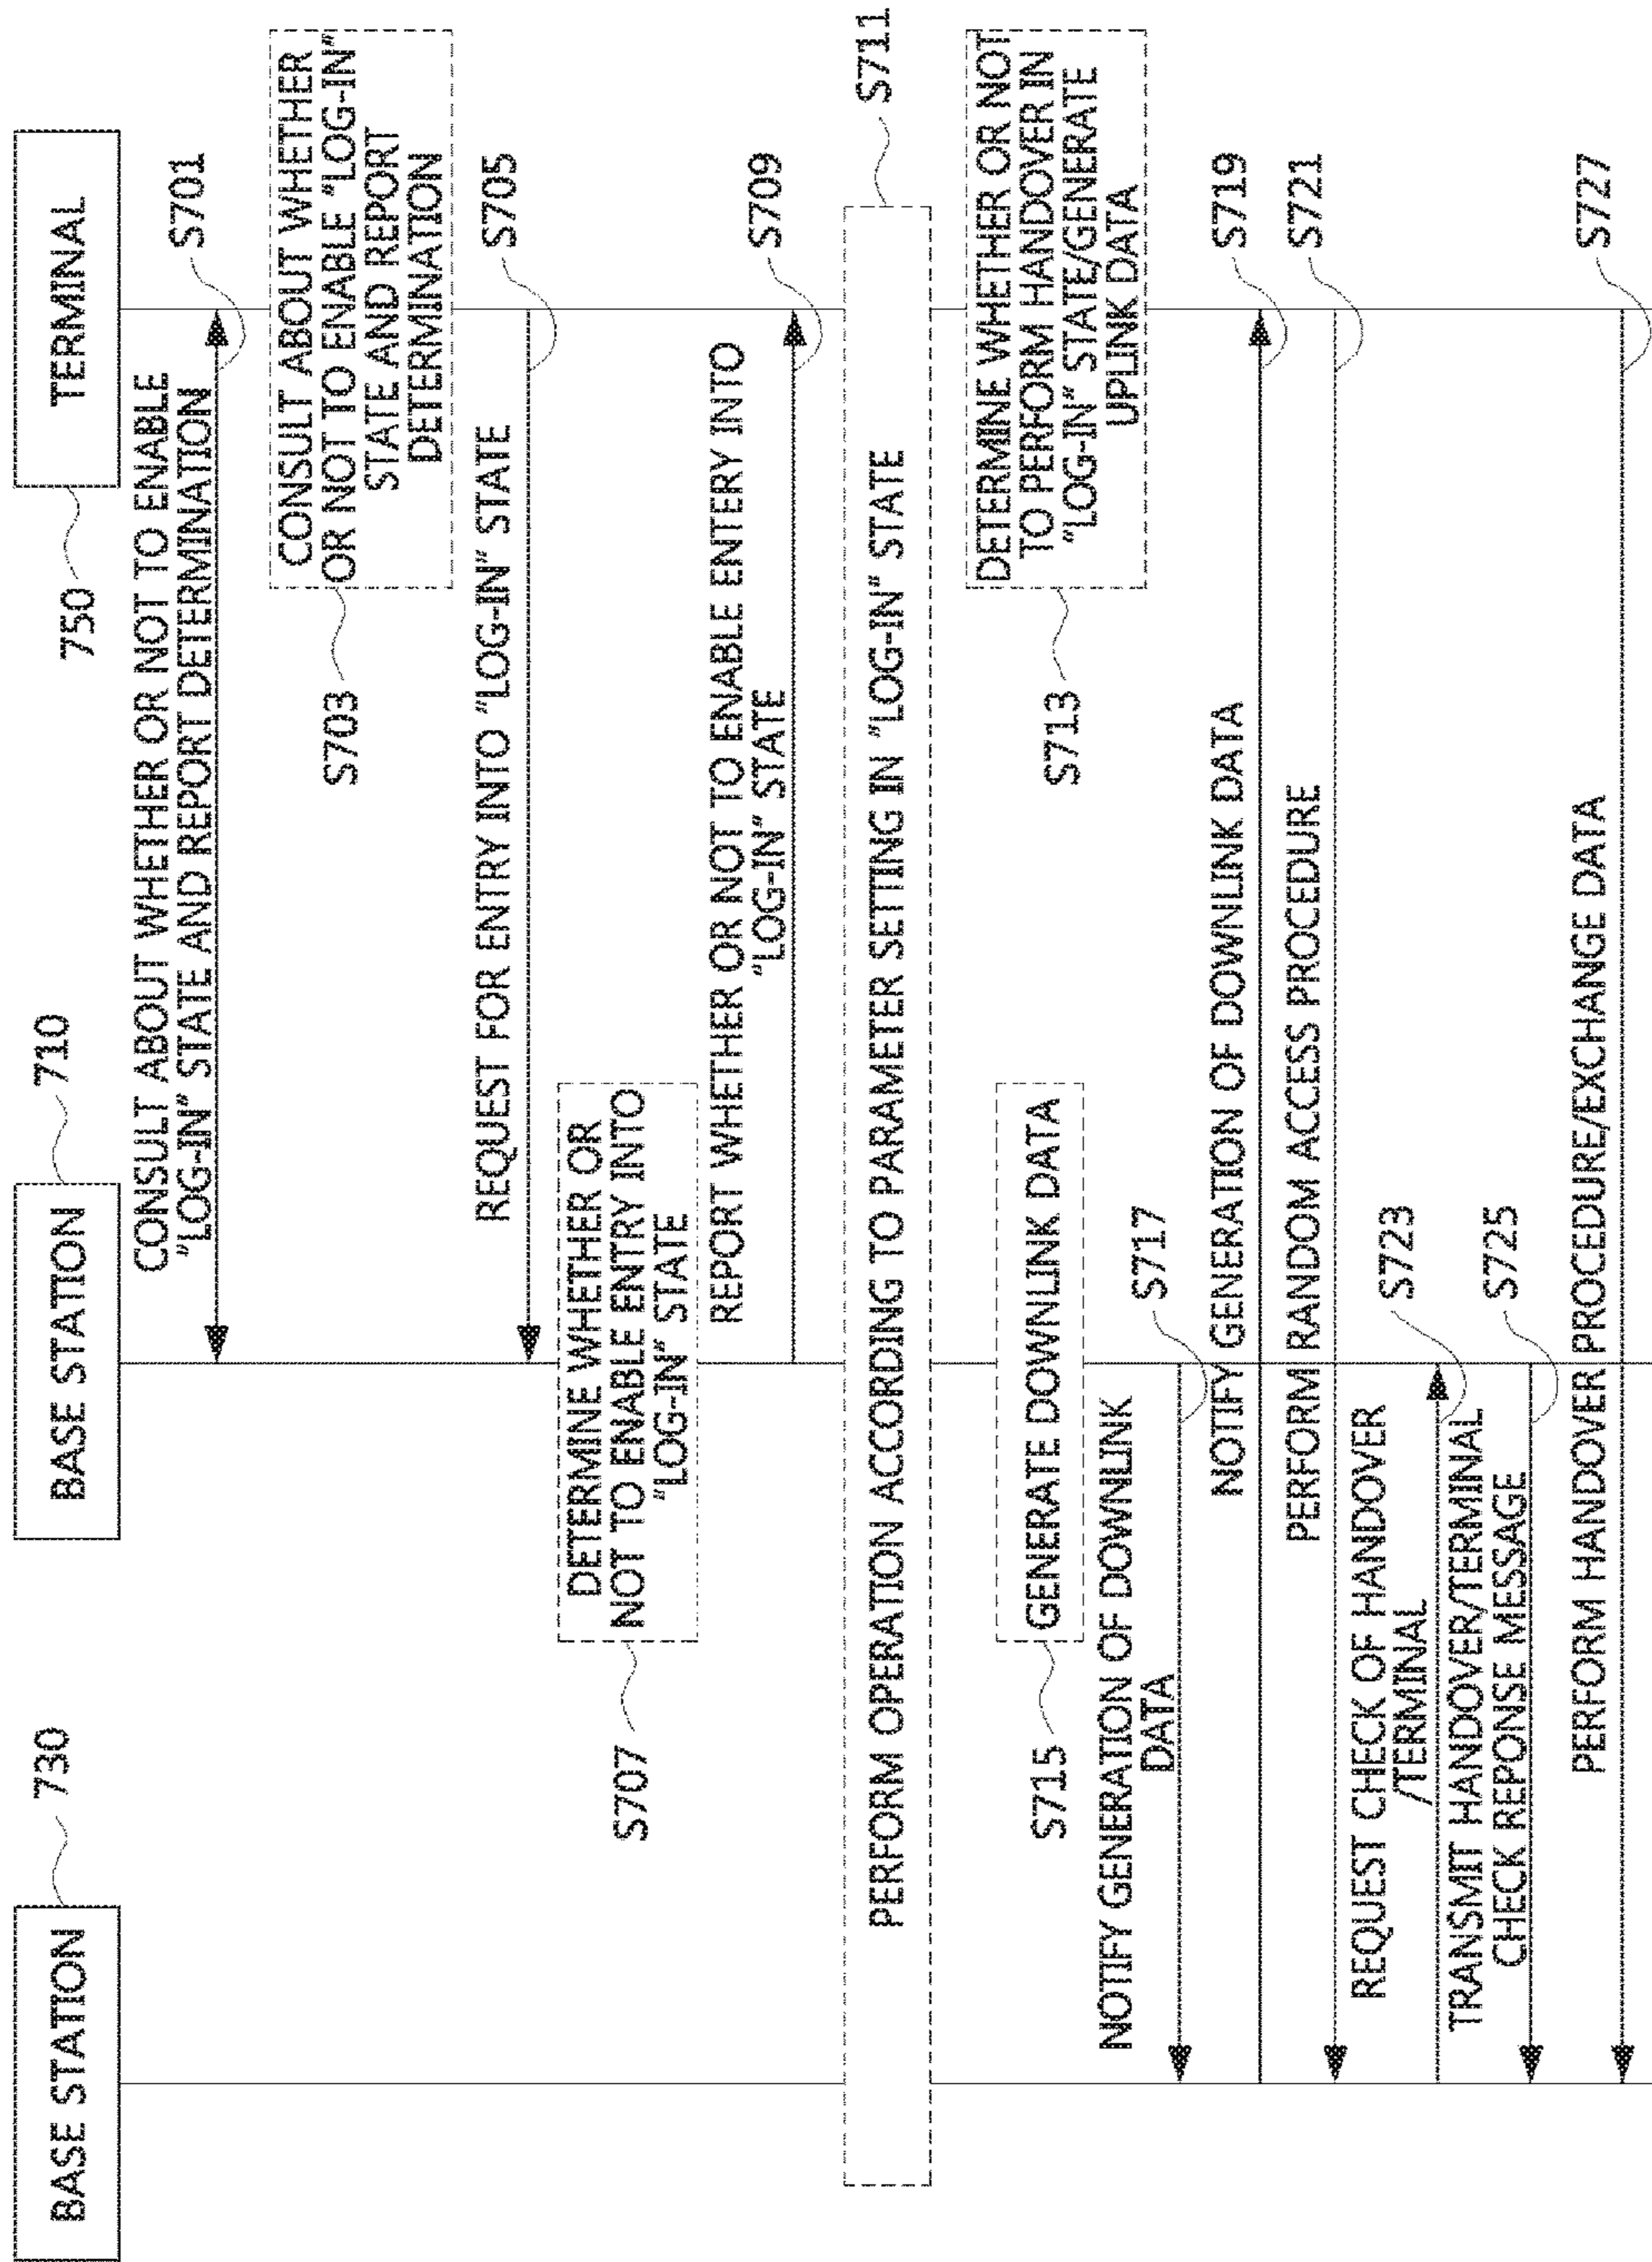 BASE STATION
730
BASE STATION
710
TERMINAL
750
CONSULT ABOUT WHETHER OR NOT TO ENABLE
"LOG-IN" STATE AND REPORT DETERMINATION
S701
CONSULT ABOUT WHETHER
OR NOT TO ENABLE "LOG-IN"
STATE AND REPORT
DETERMINATION
S703
REQUEST FOR ENTRY INTO "LOG-IN" STATE
S705
DETERMINE WHETHER OR
NOT TO ENABLE ENTRY INTO
"LOG-IN" STATE
S707
REPORT WHETHER OR NOT TO ENABLE ENTERY INTO
"LOG-IN" STATE
S709
PERFORM OPERATION ACCORDING TO PARAMETER SETTING IN "LOG-IN" STATE
S711
DETERMINE WHETHER OR NOT
TO PERFORM HANDOVER IN
"LOG-IN" STATE/GENERATE
UPLINK DATA
S713
GENERATE DOWNLINK DATA
S715
NOTIFY GENERATION OF DOWNLINK
DATA
S717
NOTIFY GENERATION OF DOWNLINK DATA
S719
PERFORM RANDOM ACCESS PROCEDURE
S721
REQUEST CHECK OF HANDOVER
/TERMINAL
S723
TRANSMIT HANDOVER/TERMINAL
CHECK REPONSE MESSAGE
S725
PERFORM HANDOVER PROCEDURE/EXCHANGE DATA
S727